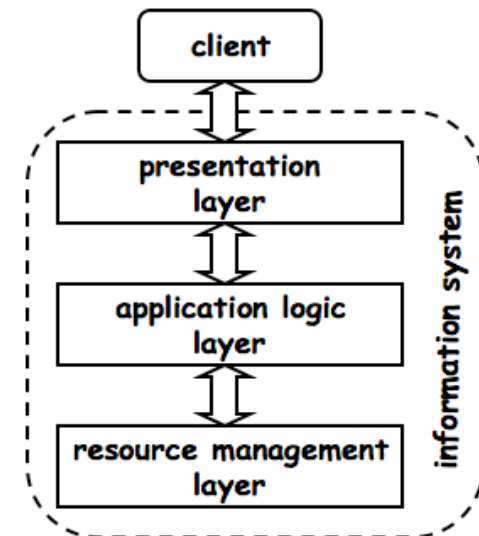 client
presentation
layer
application logic
layer
resource management
layer
information system